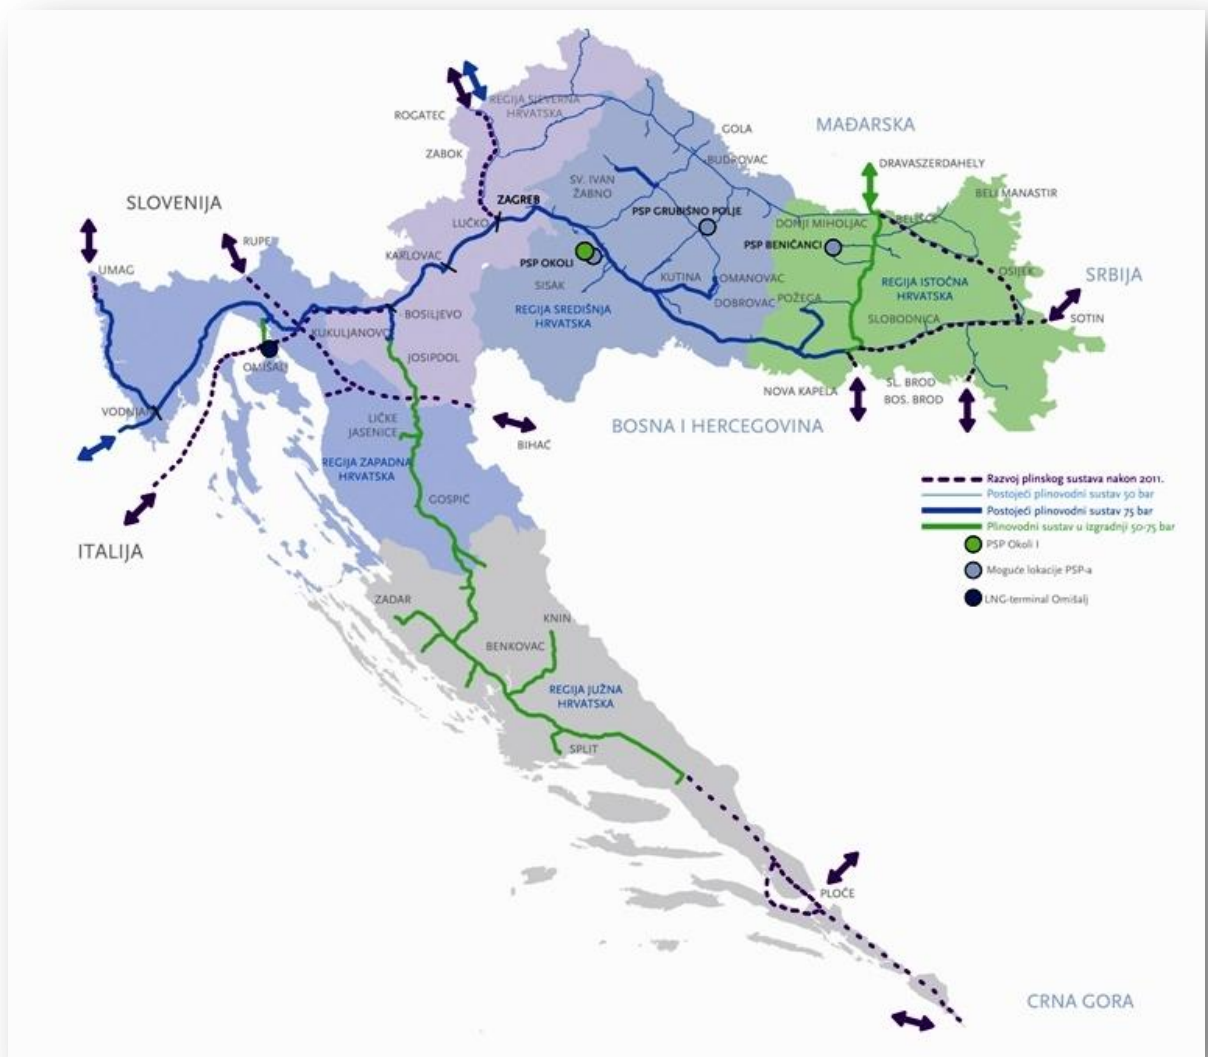 REGIJA SJEVERNA
HRVATSKA
ROGATEC
ZABOK
GOLA
MAĐARSKA
BUDROVAC
DRAVASZERDAHELY
SV. IVAN
ŽABNO
BELI MANASTIR
SLOVENIJA
ZAGREB
PSP GRUBIŠNO POLJE
LUČKO
DONJI MIHOLJAC
BELIŠĆE
RUPE
PSP BENIČANCI
KARLOVAC
PSP OKOLI
UMAG
SISAK
KUTINA
OMANOVAC
REGIJA ISTOČNA
HRVATSKA
OSIJEK
SRBIJA
DOBROVAC
POŽEGA
REGIJA SREDIŠNJA
HRVATSKA
BOSILJEVO
SLOBODNICA
SOTIN
KUKULJANOVO
JOSIPDOL
OMIŠALJ
NOVA KAPELA
SL. BROD
BOS. BROD
VODNJAN
LIČKE
JASENICE
BIHAĆ
BOSNA I HERCEGOVINA
REGIJA ZAPADNA
HRVATSKA
GOSPIĆ
ITALIJA
Razvoj plinskog sustava nakon 2011.
Postojeći plinovodni sustav 50 bar
Postojeći plinovodni sustav 75 bar
Plinovodni sustav u izgradnji 50-75 bar
PSP Okoli I
Moguće lokacije PSP-a
LNG-terminal Omišalj
ZADAR
KNIN
BENKOVAC
REGIJA JUŽNA
HRVATSKA
SPLIT
PLOČE
CRNA GORA